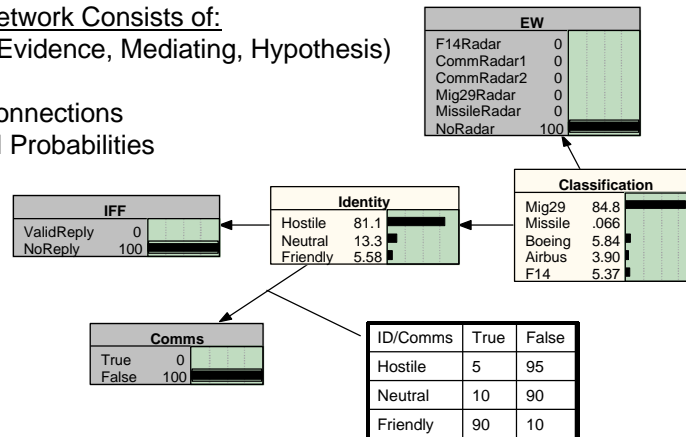 etwork Consists of:
Evidence, Mediating, Hypothesis)
onnections
l Probabilities
EW
F14Radar 0
CommRadar1 0
CommRadar2 0
Mig29Radar 0
MissileRadar 0
NoRadar 100
Classification
Mig29 84.8
Missile .066
Boeing 5.84
Airbus 3.90
F14 5.37
Identity
Hostile 81.1
Neutral 13.3
Friendly 5.58
IFF
ValidReply 0
NoReply 100
Comms
True 0
False 100
ID/Comms True False
Hostile 5 95
Neutral 10 90
Friendly 90 10